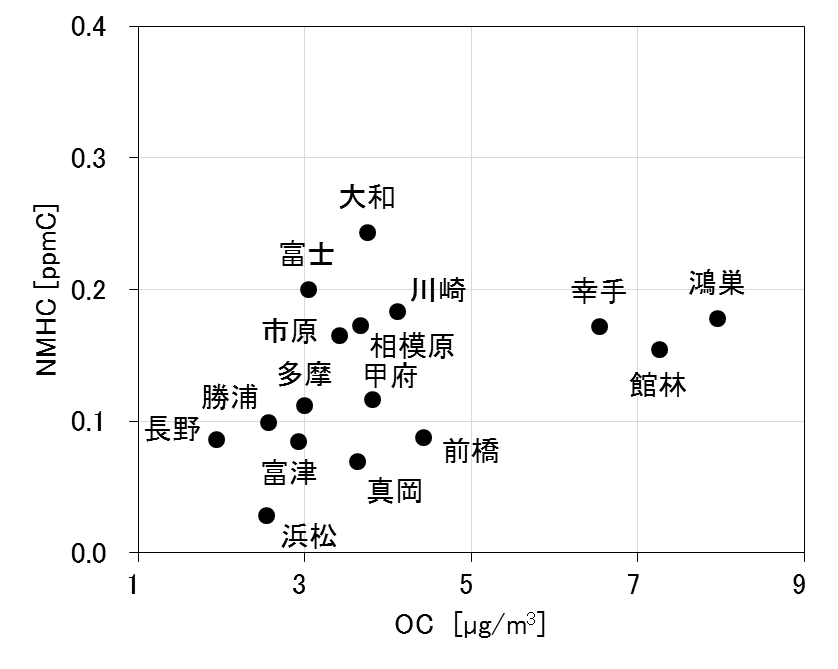 0.4
0.3
0.2
0.1
0.0
NMHC [ppmC]
大和
富士
川崎
幸手
鴻巣
市原
相模原
多摩
甲府
館林
勝浦
長野
前橋
富津
真岡
浜松
1 3 5 7 9
OC [μg/m³]